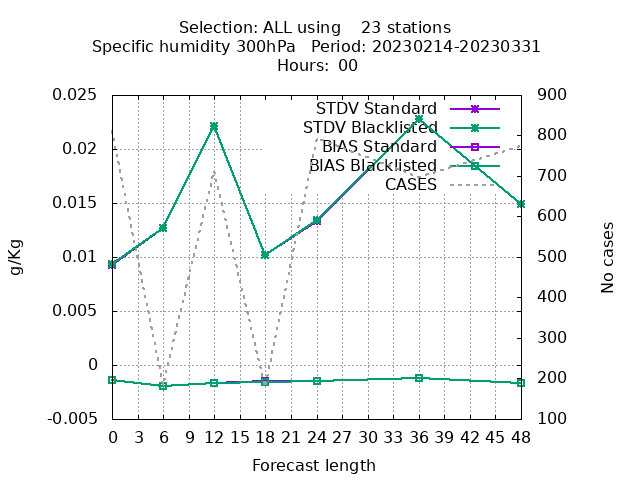 Selection: ALL using    23 stations
Specific humidity 300hPa   Period: 20230214-20230331
Hours:  00
STDV Standard
STDV Blacklisted
BIAS Standard
BIAS Blacklisted
CASES
0.025
0.02
0.015
0.01
0.005
0
-0.005
g/Kg
900
800
700
600
500
400
300
200
100
No cases
0 3 6 9 12 15 18 21 24 27 30 33 36 39 42 45 48
Forecast length